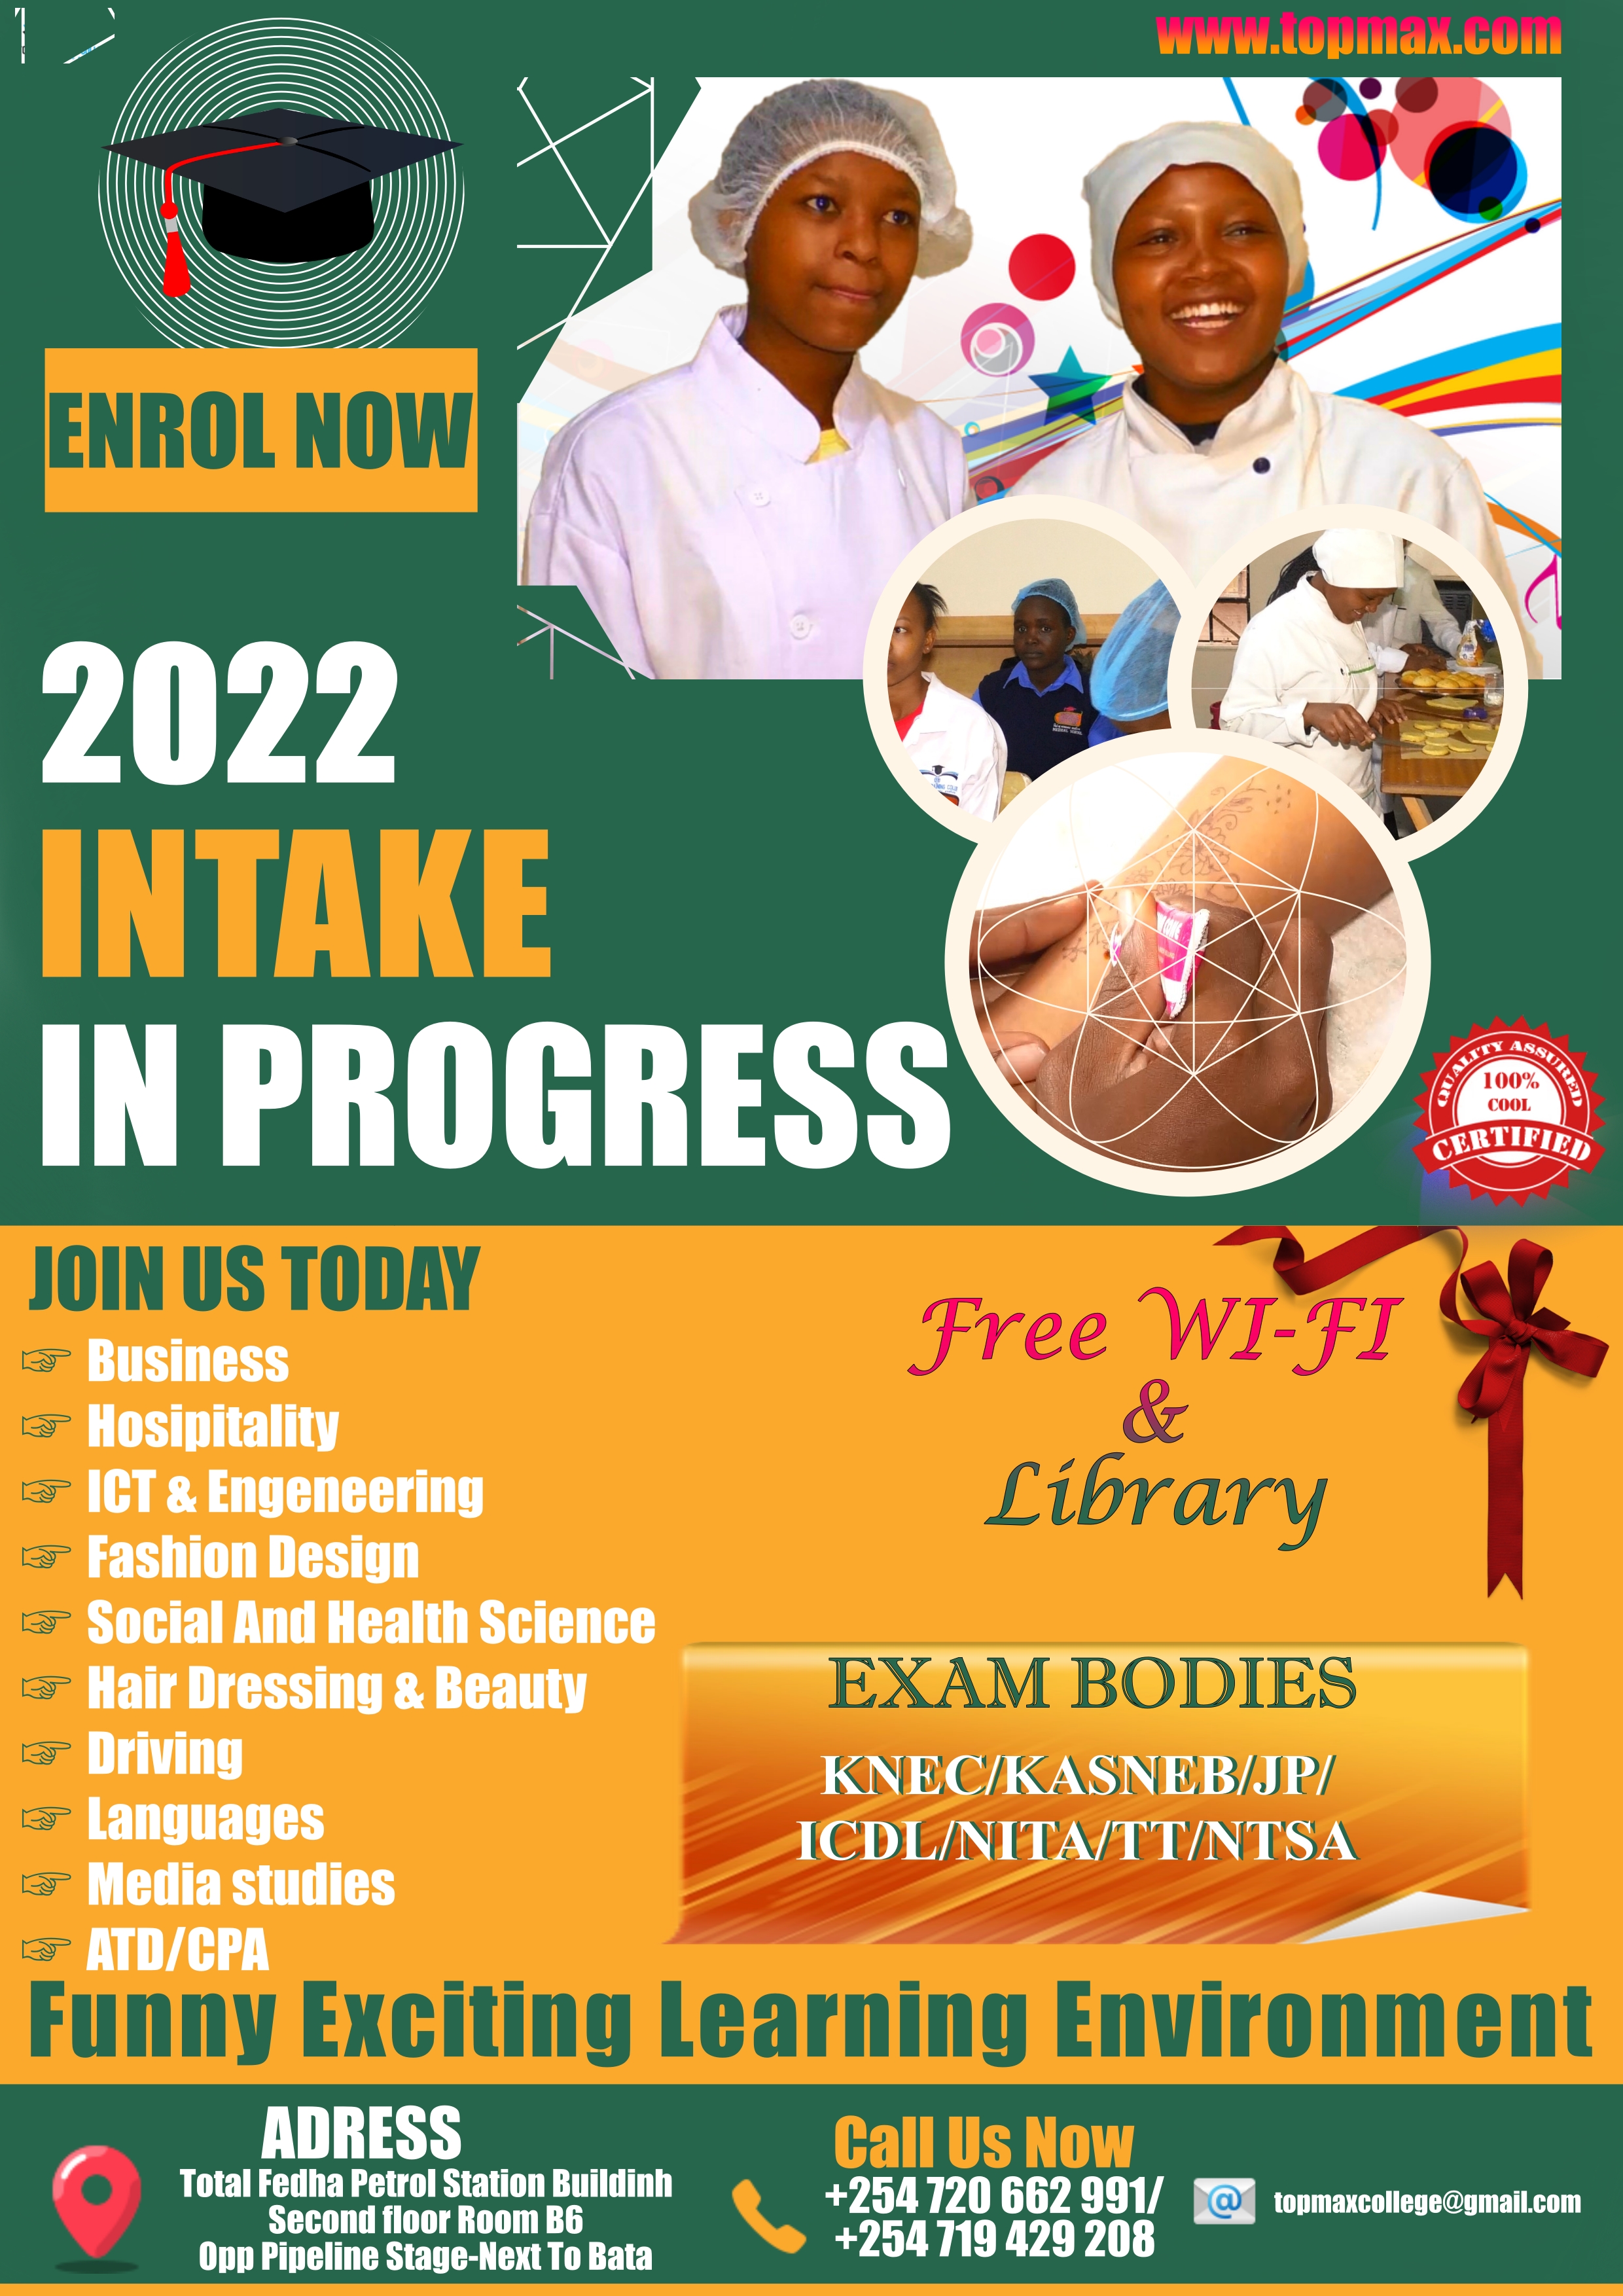 www.topmax.com
ENROL NOW
2022
INTAKE
IN PROGRESS
QUALITY ASSURED
100%
COOL
CERTIFIED
JOIN US TODAY
Business
Hosipitality
ICT & Engeneering
Fashion Design
Social And Health Science
Hair Dressing & Beauty
Driving
Languages
Media studies
ATD/CPA
Free WI-FI
&
Library
EXAM BODIES
KNEC/KASNEB/JP/
ICDL/NITA/TT/NTSA
Funny Exciting Learning Environment
ADRESS
Total Fedha Petrol Station Buildinh
Second floor Room B6
Opp Pipeline Stage-Next To Bata
Call Us Now
+254 720 662 991/
+254 719 429 208
topmaxcollege@gmail.com